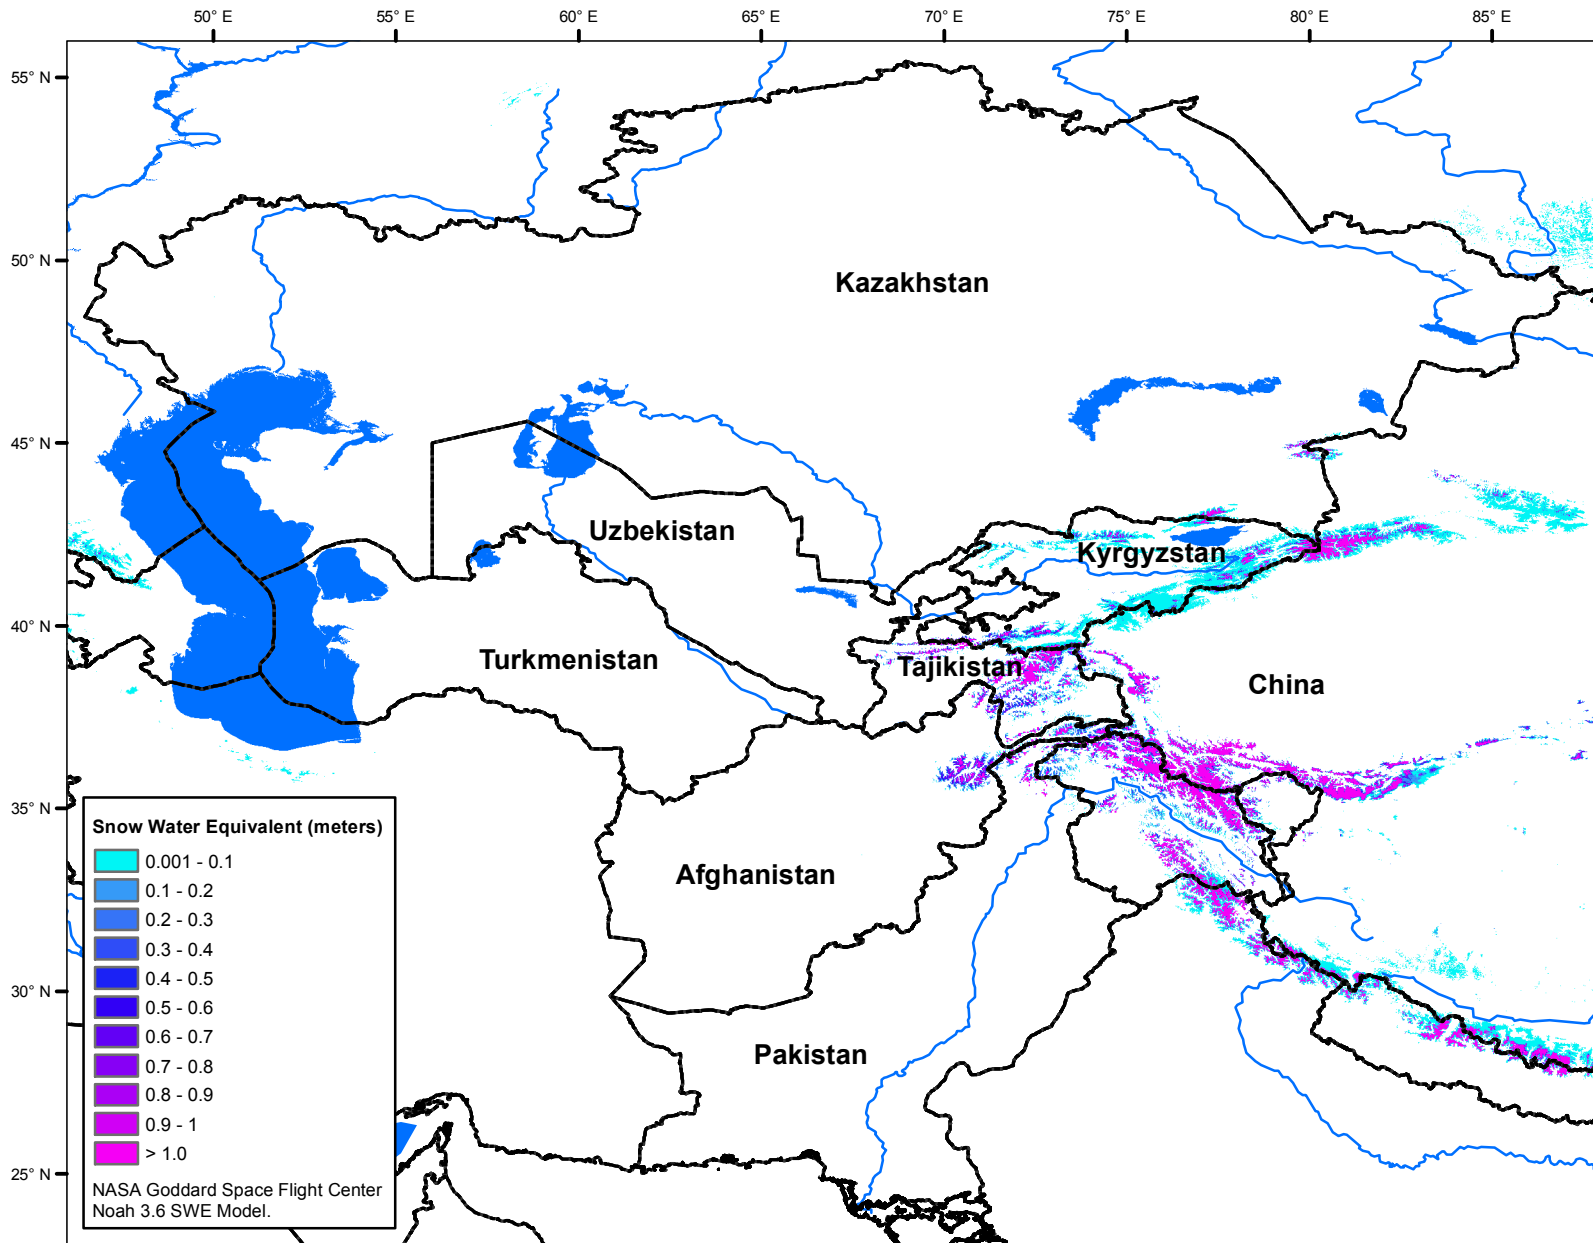 50° E 55° E 60° E 65° E 70° E 75° E 80° E 85° E
55° N
50° N
Kazakhstan
45° N
Uzbekistan
Kyrgyzstan
40° N
Turkmenistan
Tajikistan
China
35° N
Snow Water Equivalent (meters)
0.001 - 0.1
0.1 - 0.2
0.2 - 0.3
0.3 - 0.4
0.4 - 0.5
0.5 - 0.6
0.6 - 0.7
0.7 - 0.8
0.8 - 0.9
0.9 - 1
> 1.0
NASA Goddard Space Flight Center
Noah 3.6 SWE Model.
Afghanistan
30° N
Pakistan
25° N